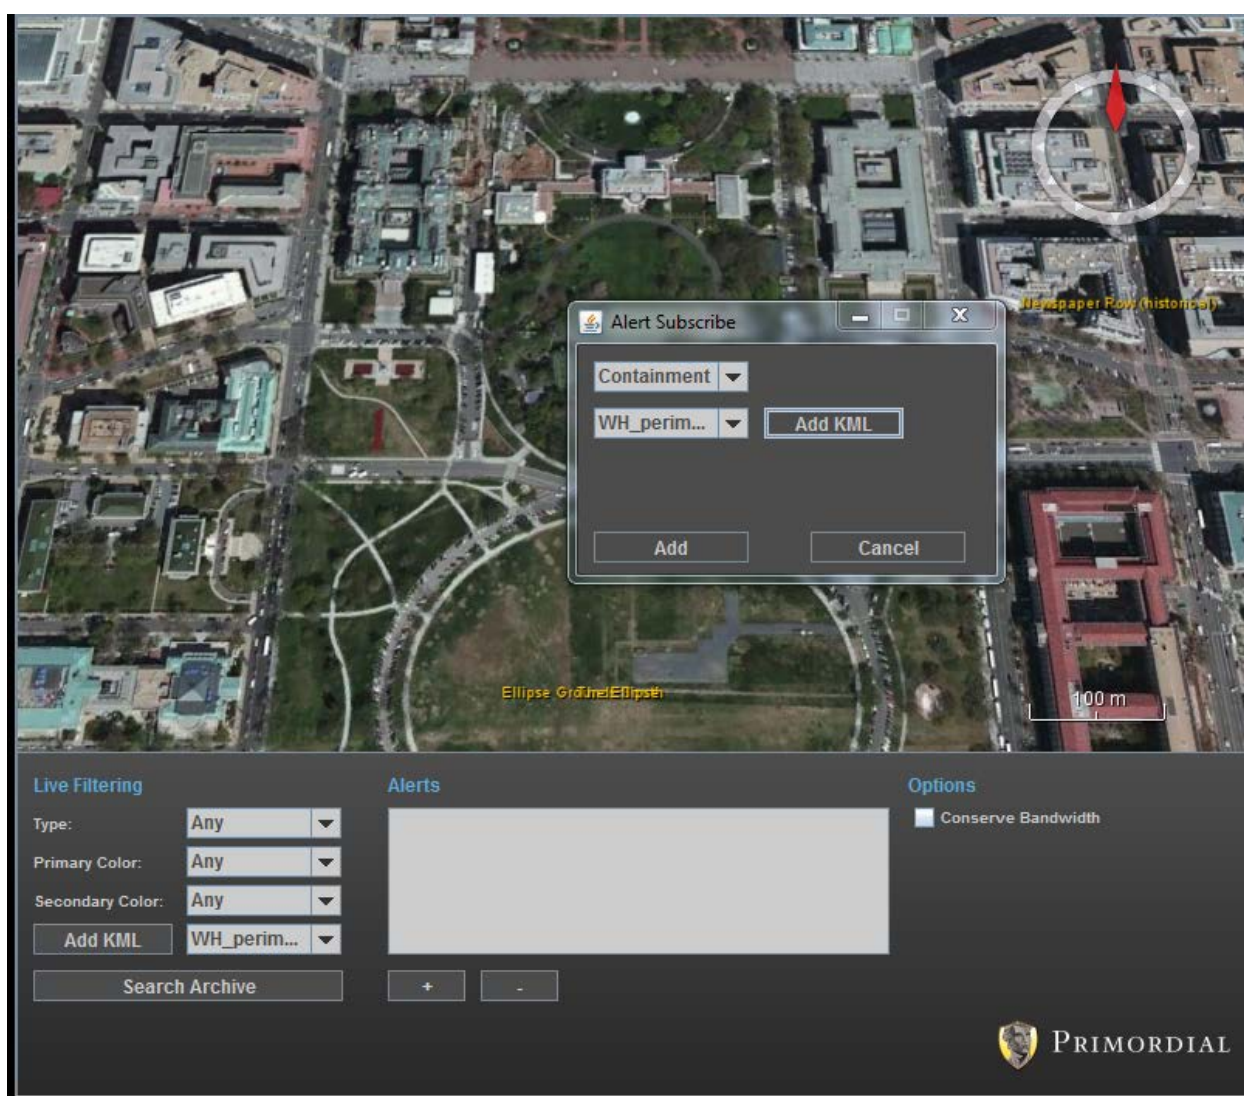 Newspaper Row (historical)
Alert Subscribe
Containment
WH_perim...
Add KML
Add
Cancel
100 m
Live Filtering
Type:
Any
Primary Color:
Any
Secondary Color:
Any
Add KML
WH_perim...
Search Archive
Alerts
+
-
Options
Conserve Bandwidth
PRIMORDIAL